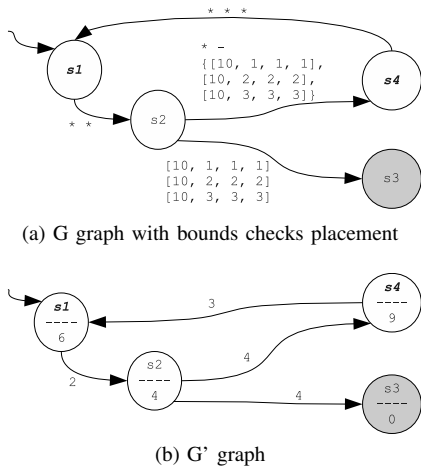 * * *
s1
* -
{[10, 1, 1, 1],
[10, 2, 2, 2],
[10, 3, 3, 3]}
s4
* *
s2
[10, 1, 1, 1]
[10, 2, 2, 2]
[10, 3, 3, 3]
s3
(a) G graph with bounds checks placement
s1
----
6
3
s4
----
9
2
s2
----
4
4
4
s3
----
0
(b) G' graph